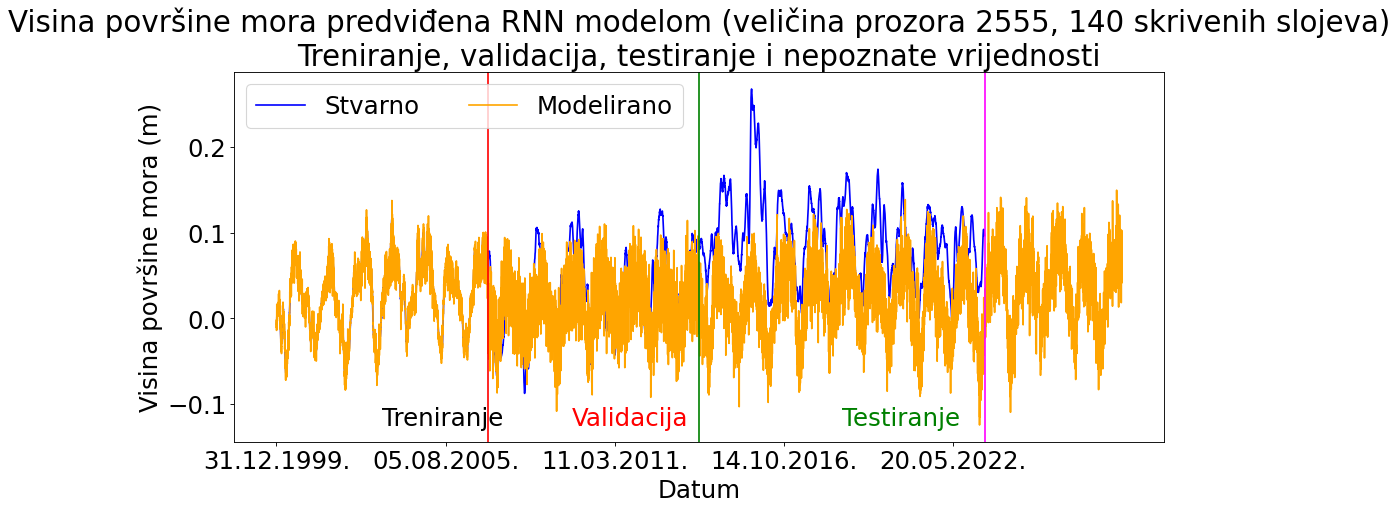 Visina površine mora predviđena RNN modelom (veličina prozora 2555, 140 skrivenih slojeva)
Treniranje, validacija, testiranje i nepoznate vrijednosti
Stvarno
Modelirano
Visina površine mora (m)
0.2
0.1
0.0
−0.1
Treniranje
Validacija
Testiranje
31.12.1999.
05.08.2005.
11.03.2011.
14.10.2016.
20.05.2022.
Datum